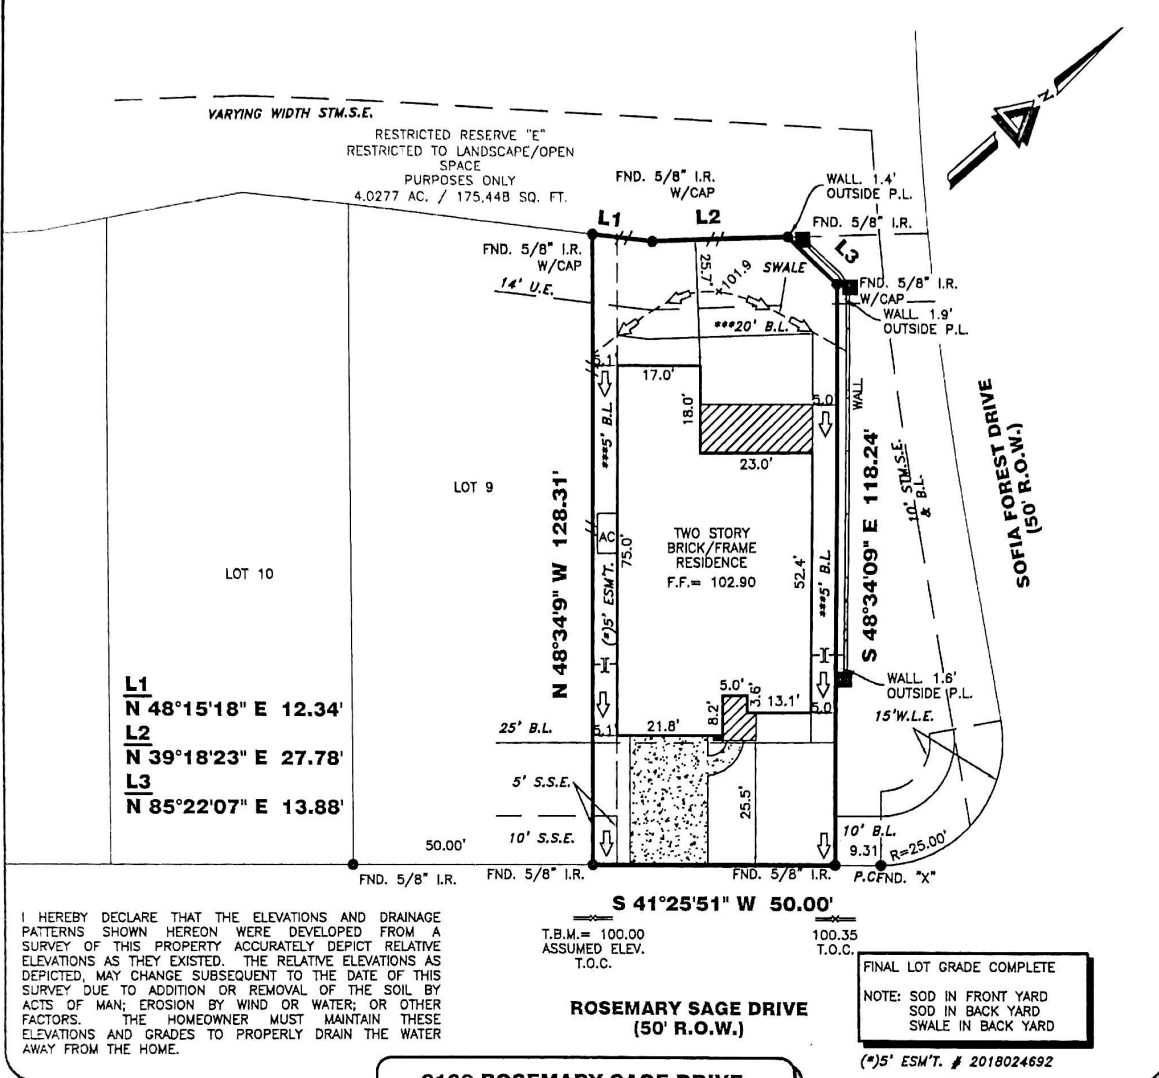 VARYING WIDTH STM.S.E.
RESTRICTED RESERVE "E"
RESTRICTED TO LANDSCAPE/OPEN
SPACE
PURPOSES ONLY
4.0277 AC. / 175,448 SQ. FT.
N
FND. 5/8" I.R.
W/CAP
WALL 1.4'
OUTSIDE P.L.
L1
L2
FND. 5/8" I.R.
L3
FND. 5/8" I.R.
W/CAP
14' U.E.
25.7'
101.9
SWALE
FND. 5/8" I.R.
W/CAP
WALL 1.9'
OUTSIDE P.L.
***20' B.L.
5.1'
17.0'
18.0'
5.0
WALL
23.0'
***5' B.L.
LOT 9
LOT 10
N 48°34'9" W 128.31'
AC
75.0'
(*)5' ESM'T.
TWO STORY
BRICK/FRAME
RESIDENCE
F.F.= 102.90
52.4'
***5' B.L
S 48°34'09" E 118.24'
10' STM.S.E.
& B.L.
SOFIA FOREST DRIVE
(50' R.O.W.)
L1
N 48°15'18" E 12.34'
L2
N 39°18'23" E 27.78'
L3
N 85°22'07" E 13.88'
5.0'
3.6'
13.1'
8.2'
5.0
WALL 1.6'
OUTSIDE P.L.
15'W.L.E.
25' B.L.
5.1'
21.8'
5' S.S.E.
25.5'
10' S.S.E.
10' B.L.
50.00'
9.31
R=25.00'
FND. 5/8" I.R.
FND. 5/8" I.R.
FND. 5/8" I.R.
P.C.
FND. "X"
S 41°25'51" W 50.00'
T.B.M.= 100.00
ASSUMED ELEV.
T.O.C.
100.35
T.O.C.
I HEREBY DECLARE THAT THE ELEVATIONS AND DRAINAGE
PATTERNS SHOWN HEREON WERE DEVELOPED FROM A
SURVEY OF THIS PROPERTY ACCURATELY DEPICT RELATIVE
ELEVATIONS AS THEY EXISTED. THE RELATIVE ELEVATIONS AS
DEPICTED, MAY CHANGE SUBSEQUENT TO THE DATE OF THIS
SURVEY DUE TO ADDITION OR REMOVAL OF THE SOIL BY
ACTS OF MAN; EROSION BY WIND OR WATER; OR OTHER
FACTORS. THE HOMEOWNER MUST MAINTAIN THESE
ELEVATIONS AND GRADES TO PROPERLY DRAIN THE WATER
AWAY FROM THE HOME.
ROSEMARY SAGE DRIVE
(50' R.O.W.)
FINAL LOT GRADE COMPLETE
NOTE: SOD IN FRONT YARD
SOD IN BACK YARD
SWALE IN BACK YARD
(*)5' ESM'T. # 2018024692
ROSEMARY SAGE DRIVE